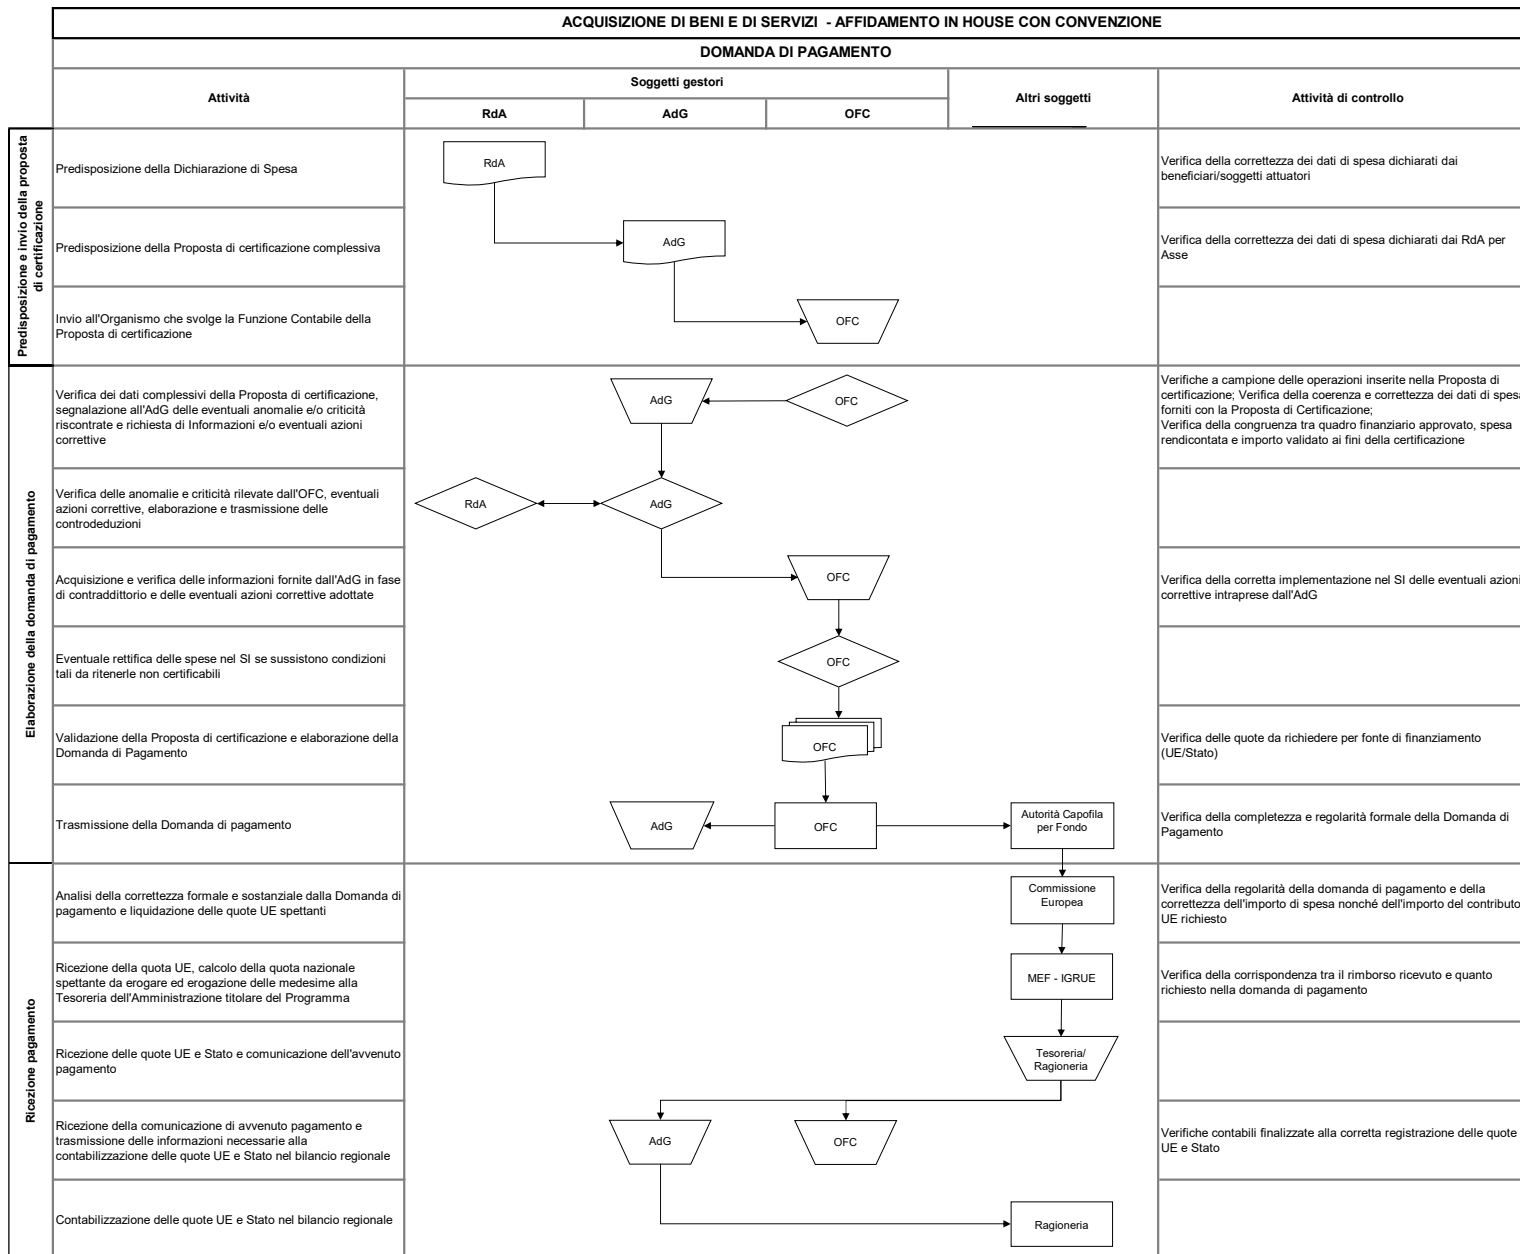 ACQUISIZIONE DI BENI E DI SERVIZI - AFFIDAMENTO IN HOUSE CON CONVENZIONE
DOMANDA DI PAGAMENTO
Attività
Soggetti gestori
Altri soggetti
Attività di controllo
RdA
AdG
OFC
Predisposizione e invio della proposta
di certificazione
Predisposizione della Dichiarazione di Spesa
RdA
Verifica della correttezza dei dati di spesa dichiarati dai
beneficiari/soggetti attuatori
Predisposizione della Proposta di certificazione complessiva
AdG
Verifica della correttezza dei dati di spesa dichiarati dai RdA per
Asse
Invio all'Organismo che svolge la Funzione Contabile della
Proposta di certificazione
OFC
Elaborazione della domanda di pagamento
Verifica dei dati complessivi della Proposta di certificazione,
segnalazione all'AdG delle eventuali anomalie e/o criticità
riscontrate e richiesta di Informazioni e/o eventuali azioni
correttive
AdG
OFC
Verifiche a campione delle operazioni inserite nella Proposta di
certificazione; Verifica della coerenza e correttezza dei dati di spesa
forniti con la Proposta di Certificazione;
Verifica della congruenza tra quadro finanziario approvato, spesa
rendicontata e importo validato ai fini della certificazione
Verifica delle anomalie e criticità rilevate dall'OFC, eventuali
azioni correttive, elaborazione e trasmissione delle
controdeduzioni
RdA
AdG
Acquisizione e verifica delle informazioni fornite dall'AdG in fase
di contraddittorio e delle eventuali azioni correttive adottate
OFC
Verifica della corretta implementazione nel SI delle eventuali azioni
correttive intraprese dall'AdG
Eventuale rettifica delle spese nel SI se sussistono condizioni
tali da ritenerle non certificabili
OFC
Validazione della Proposta di certificazione e elaborazione della
Domanda di Pagamento
OFC
Verifica delle quote da richiedere per fonte di finanziamento
(UE/Stato)
Trasmissione della Domanda di pagamento
AdG
OFC
Autorità Capofila
per Fondo
Verifica della completezza e regolarità formale della Domanda di
Pagamento
Ricezione pagamento
Analisi della correttezza formale e sostanziale dalla Domanda di
pagamento e liquidazione delle quote UE spettanti
Commissione
Europea
Verifica della regolarità della domanda di pagamento e della
correttezza dell'importo di spesa nonché dell'importo del contributo
UE richiesto
Ricezione della quota UE, calcolo della quota nazionale
spettante da erogare ed erogazione delle medesime alla
Tesoreria dell'Amministrazione titolare del Programma
MEF - IGRUE
Verifica della corrispondenza tra il rimborso ricevuto e quanto
richiesto nella domanda di pagamento
Ricezione delle quote UE e Stato e comunicazione dell'avvenuto
pagamento
Tesoreria/
Ragioneria
Ricezione della comunicazione di avvenuto pagamento e
trasmissione delle informazioni necessarie alla
contabilizzazione delle quote UE e Stato nel bilancio regionale
AdG
OFC
Verifiche contabili finalizzate alla corretta registrazione delle quote
UE e Stato
Contabilizzazione delle quote UE e Stato nel bilancio regionale
Ragioneria